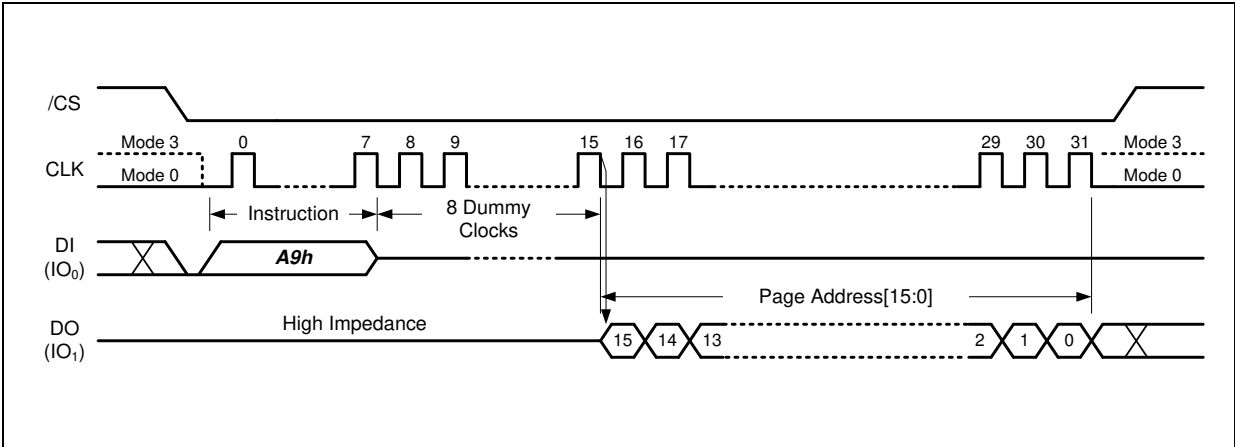 /CS
Mode 3 0 7 8 9 15 16 17 29 30 31 Mode 3
CLK
Mode 0 Mode 0
Instruction 8 Dummy
Clocks
DI
(IO₀)
A9h
Page Address[15:0]
DO
(IO₁)
High Impedance
15 14 13 2 1 0